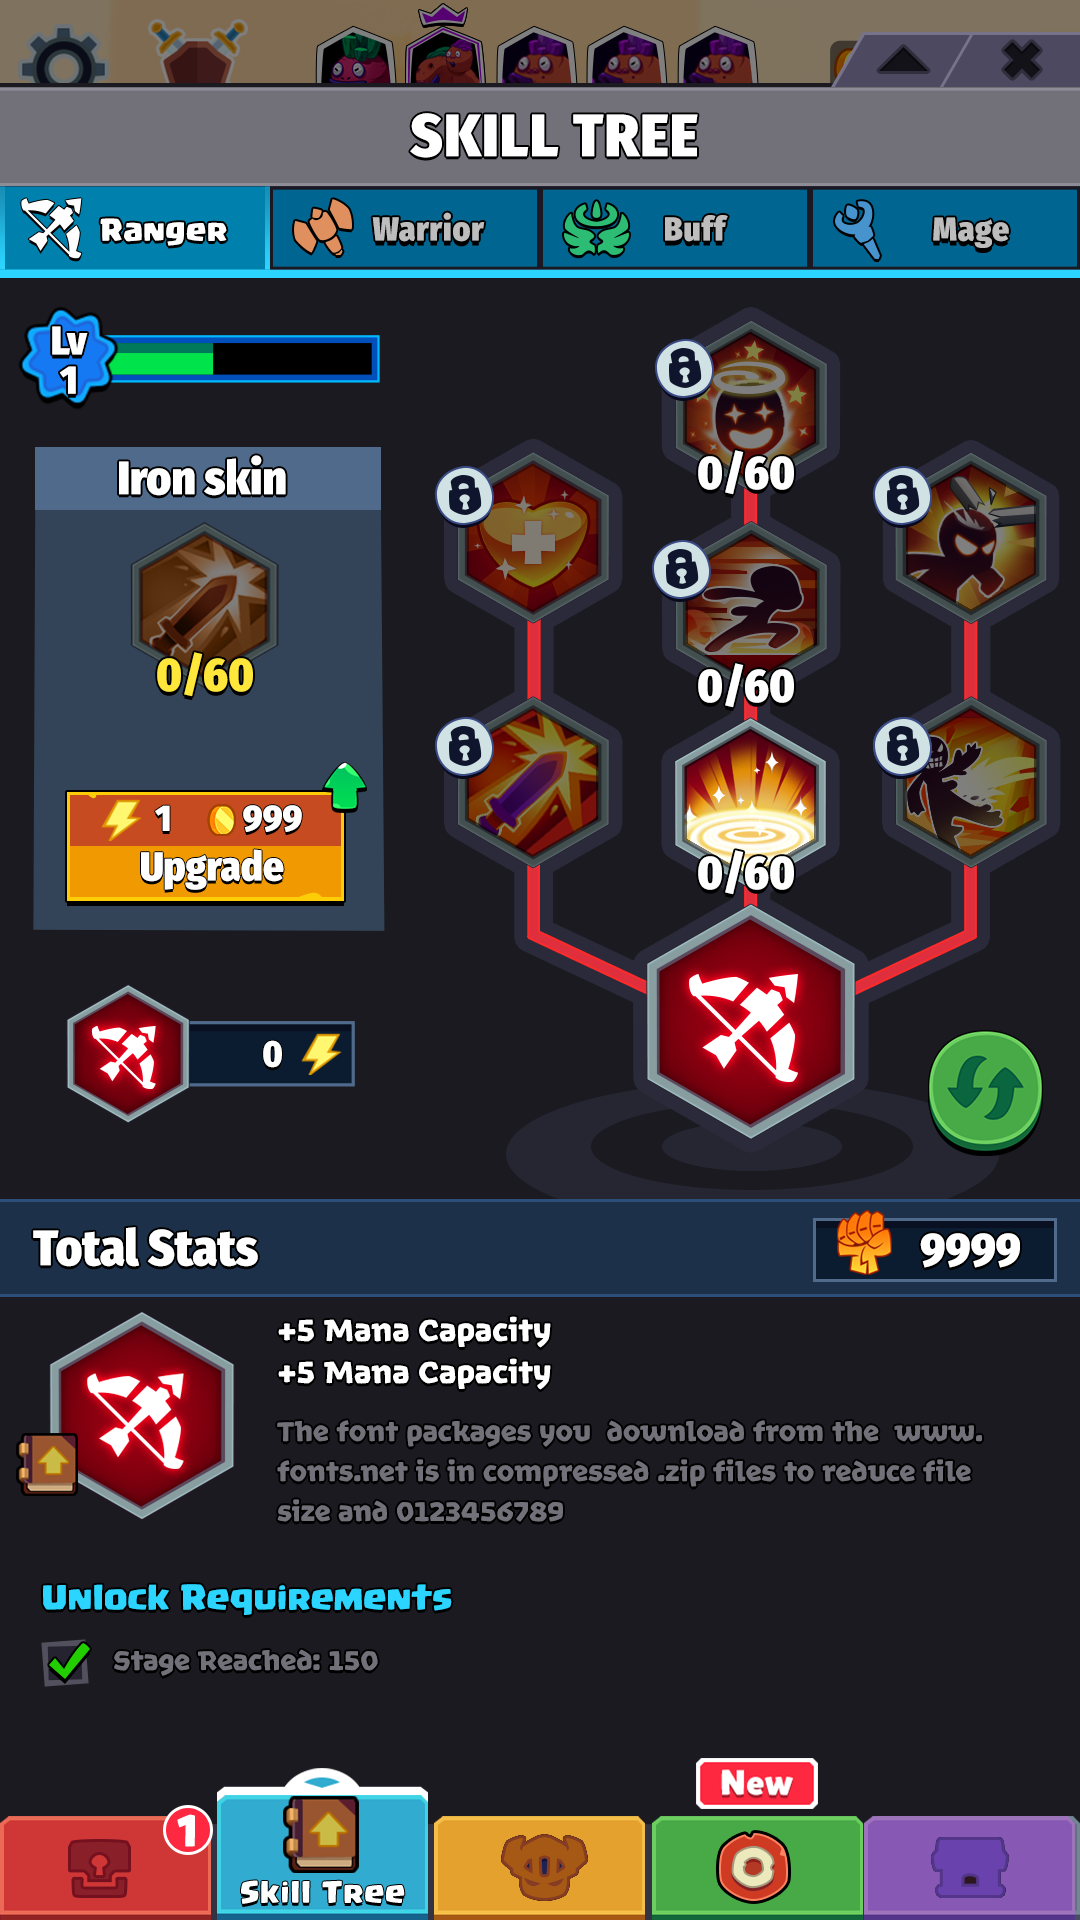 SKILL TREE
Ranger
Warrior
Buff
Mage
Lv
1
Iron skin
0/60
1 999
Upgrade
0
0/60
0/60
0/60
Total Stats
9999
+5 Mana Capacity
+5 Mana Capacity
The font packages you download from the www.
fonts.net is in compressed .zip files to reduce file
size and 0123456789
Unlock Requirements
Stage Reached: 150
New
1
Skill Tree